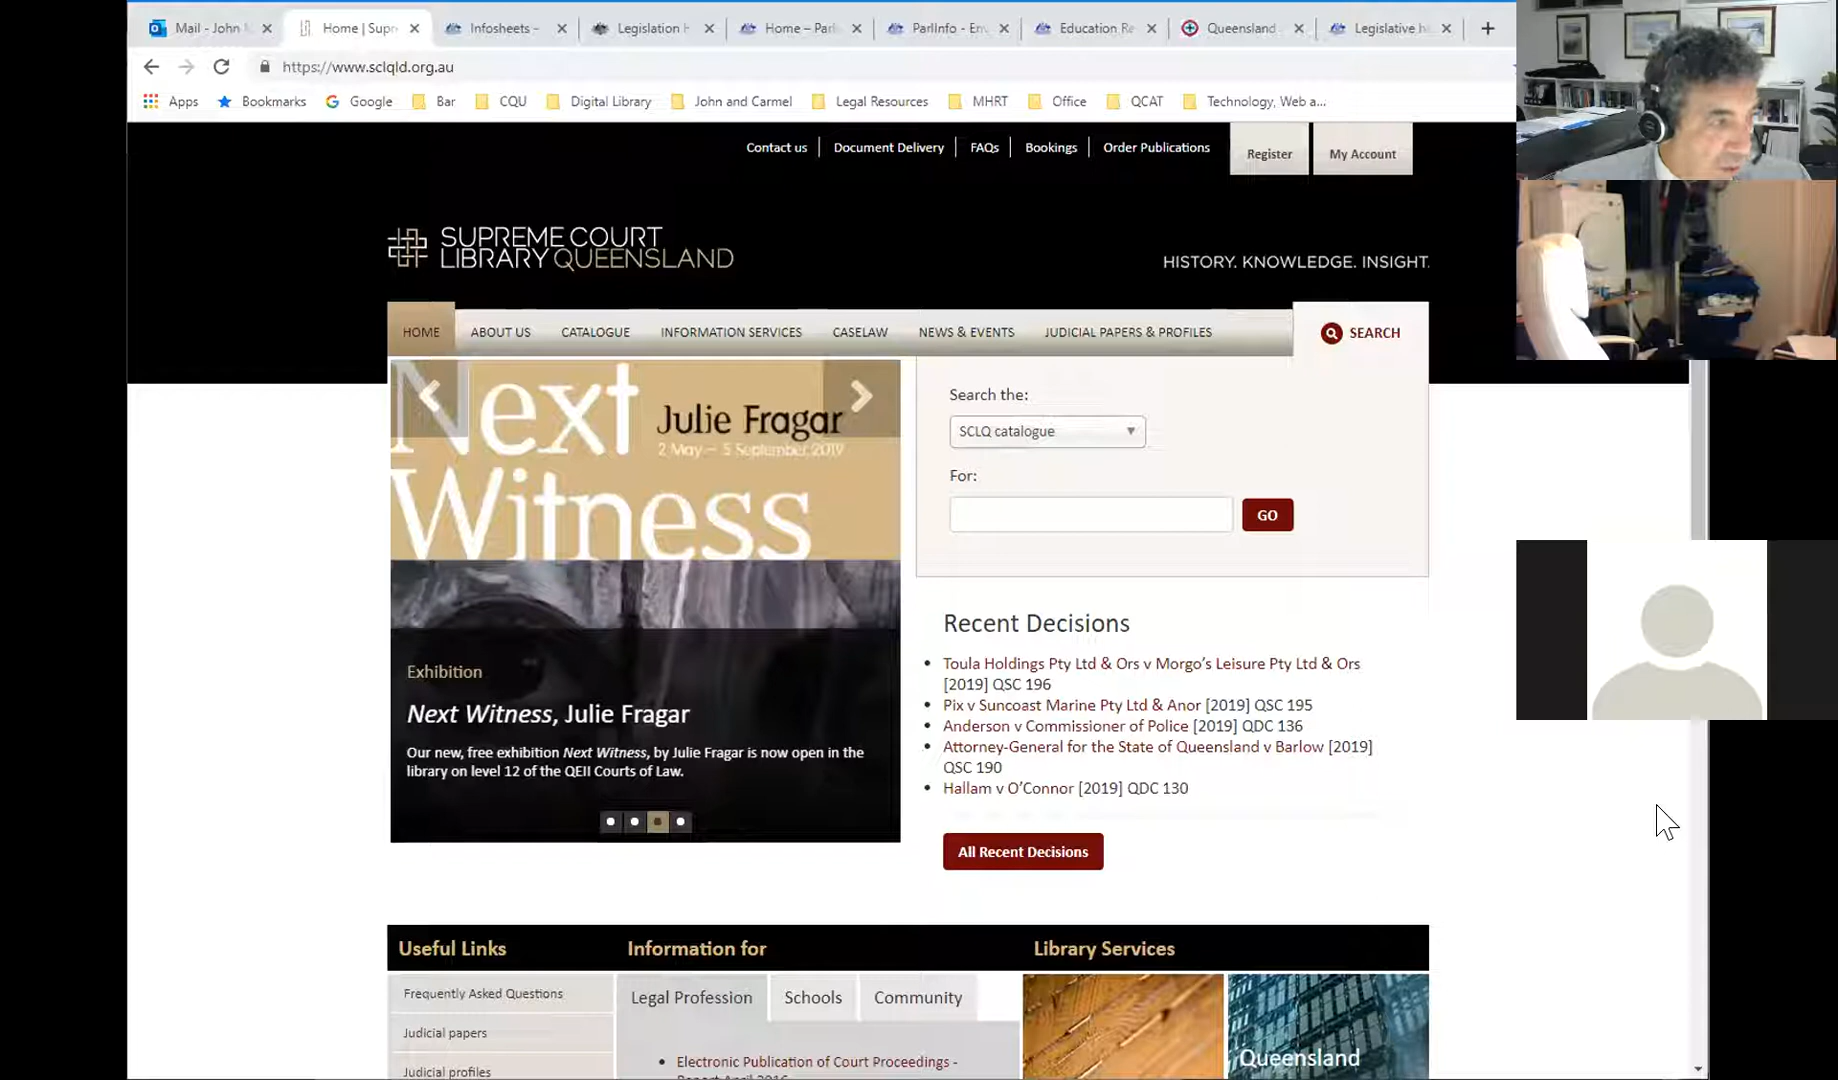 Mail - John
Home | Supr
Infosheets -
Legislation H
Home – Parl
ParlInfo - En
Education Re
Queensland
Legislative h
https://www.sclqld.org.au
Apps
Bookmarks
Google
Bar
CQU
Digital Library
John and Carmel
Legal Resources
MHRT
Office
QCAT
Technology, Web a...
Contact us
Document Delivery
FAQs
Bookings
Order Publications
Register
My Account
SUPREME COURT
LIBRARY QUEENSLAND
HISTORY. KNOWLEDGE. INSIGHT.
HOME
ABOUT US
CATALOGUE
INFORMATION SERVICES
CASELAW
NEWS & EVENTS
JUDICIAL PAPERS & PROFILES
SEARCH
Next
Witness
Julie Fragar
2 May – 5 September 2019
Exhibition
Next Witness, Julie Fragar
Our new, free exhibition Next Witness, by Julie Fragar is now open in the
library on level 12 of the QEII Courts of Law.
Search the:
SCLQ catalogue
For:
GO
Recent Decisions
Toula Holdings Pty Ltd & Ors v Morgo’s Leisure Pty Ltd & Ors
[2019] QSC 196
Pix v Suncoast Marine Pty Ltd & Anor [2019] QSC 195
Anderson v Commissioner of Police [2019] QDC 136
Attorney-General for the State of Queensland v Barlow [2019]
QSC 190
Hallam v O’Connor [2019] QDC 130
All Recent Decisions
Useful Links
Frequently Asked Questions
Judicial papers
Judicial profiles
Information for
Legal Profession
Schools
Community
Electronic Publication of Court Proceedings -
Report April 2016
Library Services
Queensland